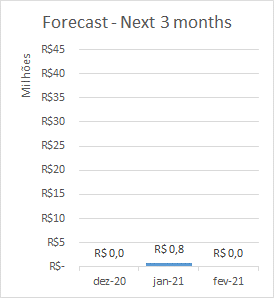 Forecast - Next 3 months
Milhões
R$45
R$40
R$35
R$30
R$25
R$20
R$15
R$10
R$5
R$-
R$ 0,0
R$ 0,8
R$ 0,0
dez-20
jan-21
fev-21